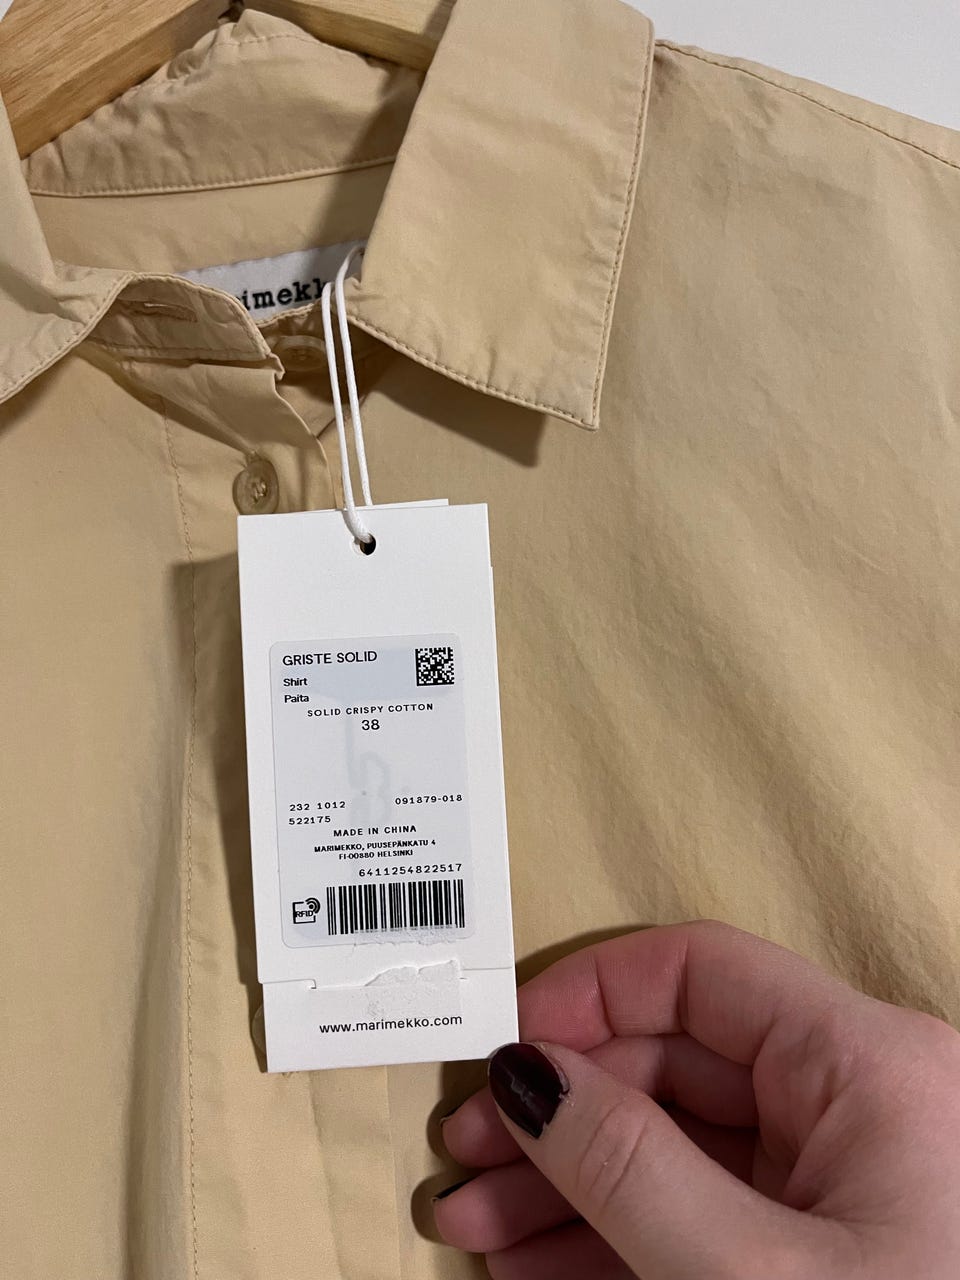 imekk
GRISTE SOLID
Shirt
Paita
SOLID CRISPY COTTON
38
232 1012 091879-018
522175
MADE IN CHINA
MARIMEKKO, PUUSEPÄNKATU 4
FI-00880 HELSINKI
6411254822517
RFID
www.marimekko.com